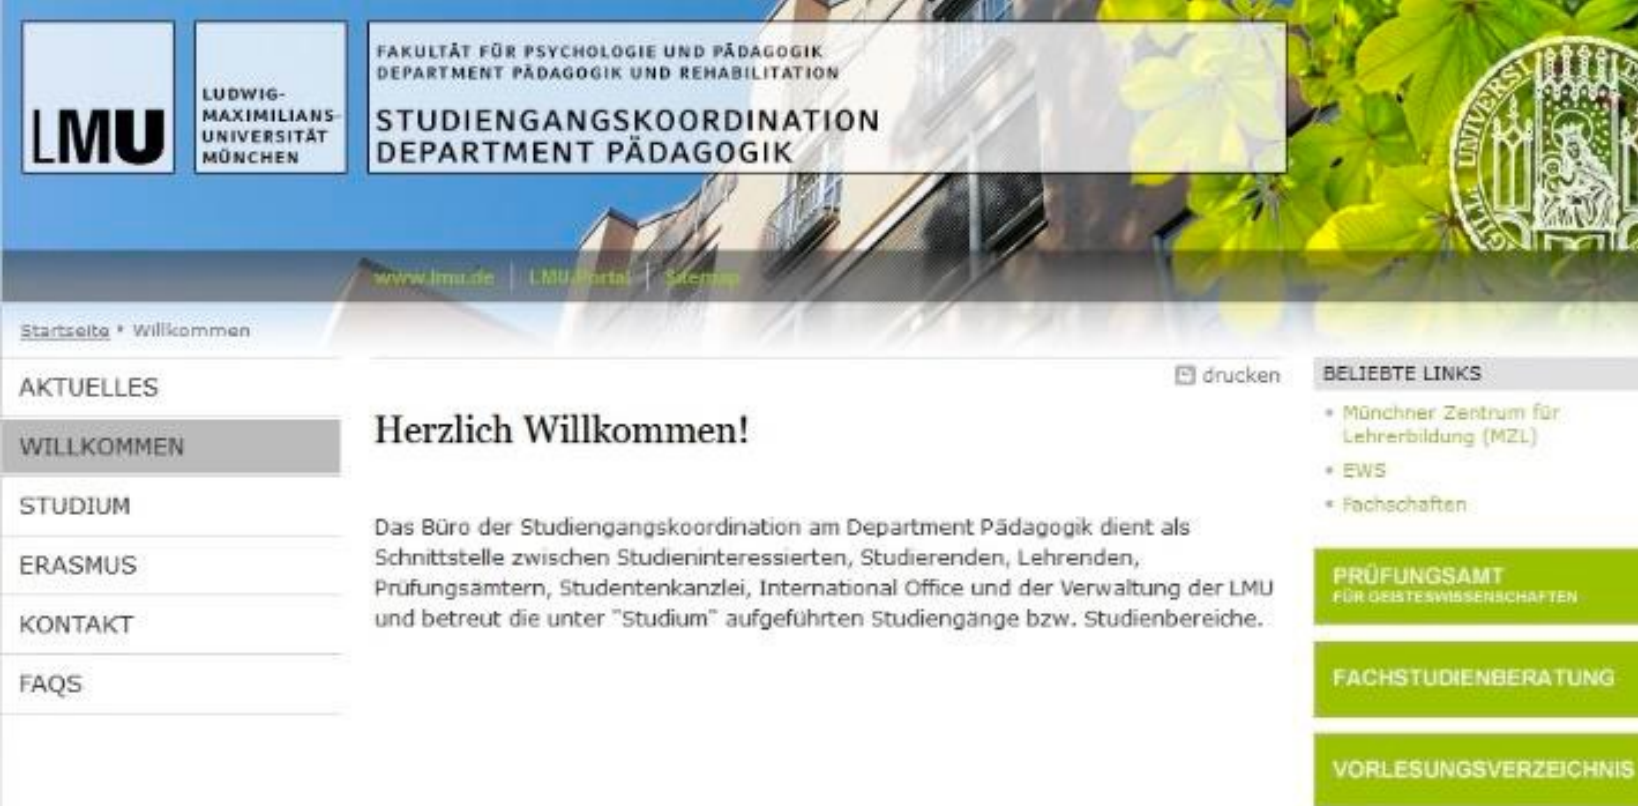 LMU
LUDWIG-
MAXIMILIANS-
UNIVERSITÄT
MÜNCHEN
FAKULTÄT FÜR PSYCHOLOGIE UND PÄDAGOGIK
DEPARTMENT PÄDAGOGIK UND REHABILITATION
STUDIENGANGSKOORDINATION
DEPARTMENT PÄDAGOGIK
www.lmu.de | LMU-Portal | Sitemap
Startseite Willkommen
AKTUELLES
WILLKOMMEN
STUDIUM
ERASMUS
KONTAKT
FAQS
drucken
Herzlich Willkommen!
Das Büro der Studiengangskoordination am Department Pädagogik dient als
Schnittstelle zwischen Studieninteressierten, Studierenden, Lehrenden,
Prüfungsämtern, Studentenkanzlei, International Office und der Verwaltung der LMU
und betreut die unter "Studium" aufgeführten Studiengänge bzw. Studienbereiche.
BELIEBTE LINKS
Münchner Zentrum für
Lehrerbildung (MZL)
EWS
Fachschaften
PRÜFUNGSAMT
FÜR GEISTESWISSENSCHAFTEN
FACHSTUDIENBERATUNG
VORLESUNGSVERZEICHNIS